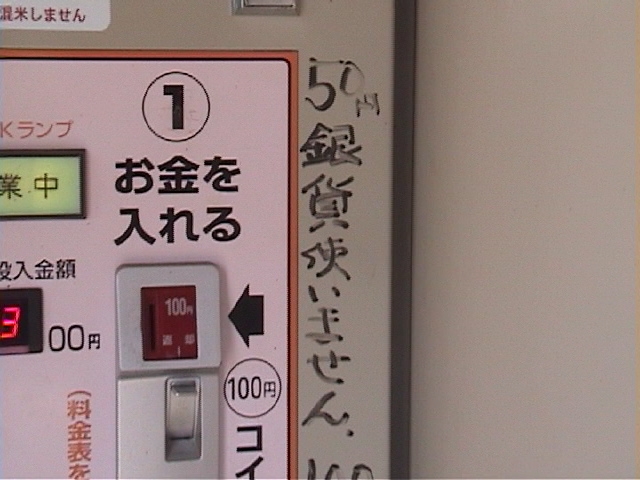 混米しません
Kランプ
業中
1
お金を
入れる
投入金額
3
00円
100円
100円
コイ
(料金表を
50円銀貨使いません.
100